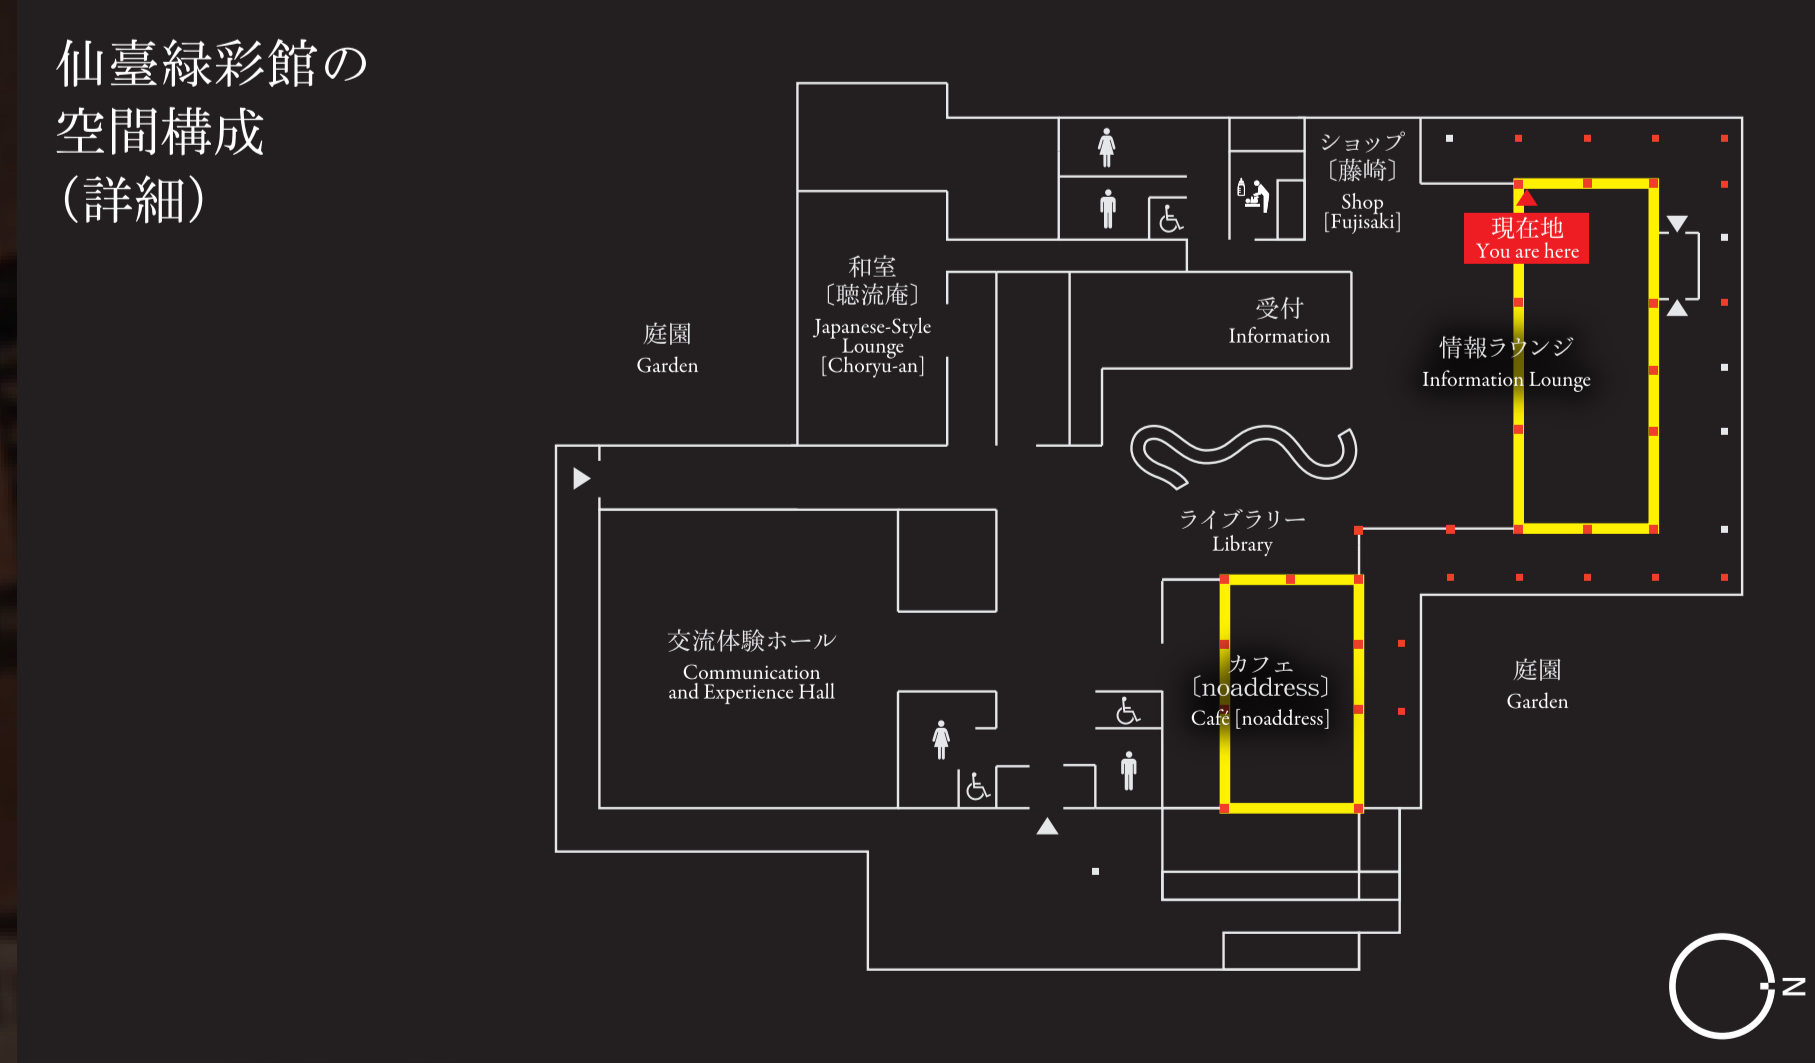 仙臺緑彩館の
空間構成
（詳細）
ショップ
〔藤崎〕
Shop
[Fujisaki]
現在地
You are here
和室
〔聴流庵〕
Japanese-Style
Lounge
[Choryu-an]
受付
Information
庭園
Garden
情報ラウンジ
Information Lounge
ライブラリー
Library
交流体験ホール
Communication
and Experience Hall
カフェ
〔noaddress〕
Café [noaddress]
庭園
Garden
N